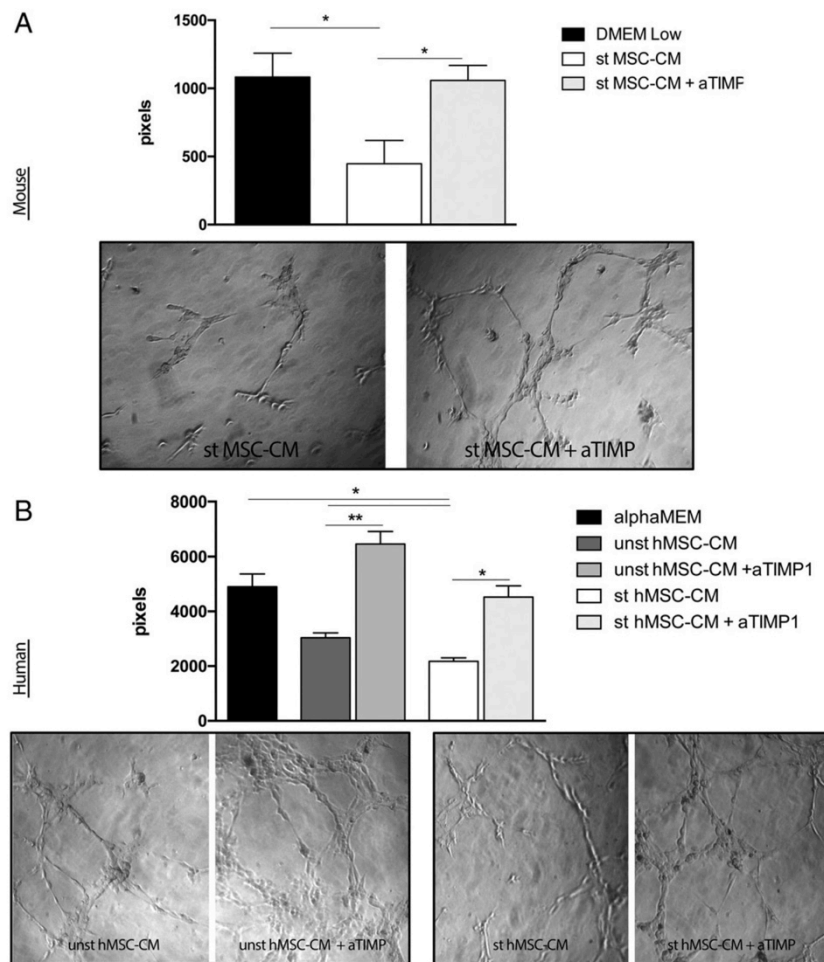 A
Mouse
pixels
1500
1000
500
0
*
*
DMEM Low
st MSC-CM
st MSC-CM + aTIMF
st MSC-CM
st MSC-CM + aTIMP
B
Human
pixels
8000
6000
4000
2000
0
*
**
*
alphaMEM
unst hMSC-CM
unst hMSC-CM +aTIMP1
st hMSC-CM
st hMSC-CM + aTIMP1
unst hMSC-CM
unst hMSC-CM + aTIMP
st hMSC-CM
st hMSC-CM + aTIMP